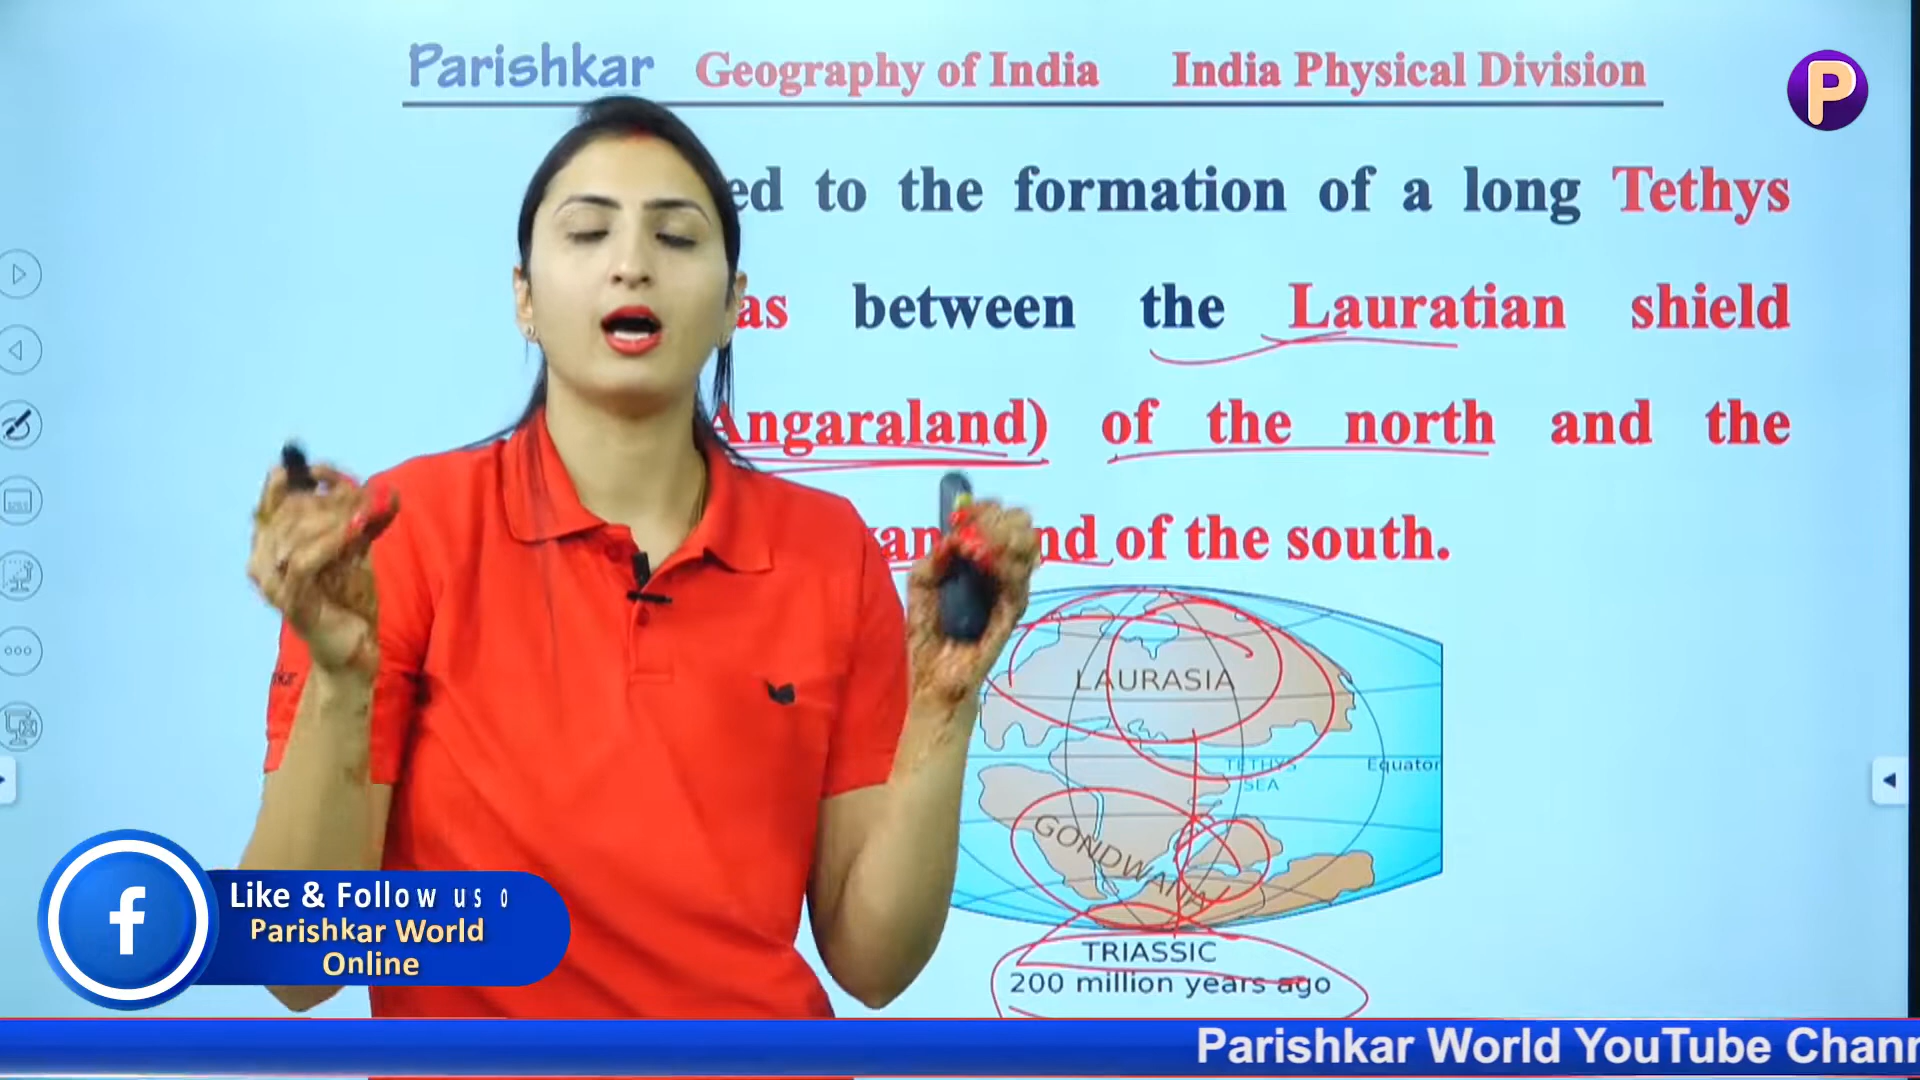 Parishkar Geography of India India Physical Division
P
ed to the formation of a long Tethys
as between the Lauratian shield
Angaraland) of the north and the
of the south.
LAURASIA
TETHYS
SEA
Equator
GONDWANA
TRIASSIC
200 million years ago
f
Like & Follow us o
Parishkar World
Online
Parishkar World YouTube Chann